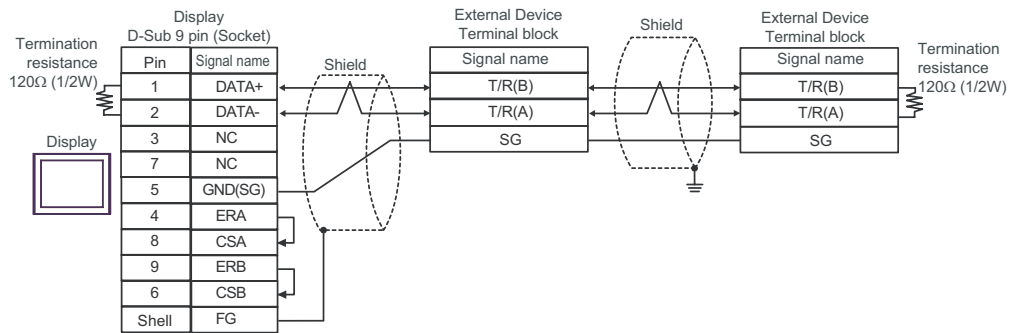 Display
D-Sub 9 pin (Socket)
Termination
resistance
120Ω (1/2W)
Pin Signal name
1 DATA+
2 DATA-
3 NC
7 NC
5 GND(SG)
4 ERA
8 CSA
9 ERB
6 CSB
Shell FG
Display
Shield
External Device
Terminal block
Signal name
T/R(B)
T/R(A)
SG
Shield
External Device
Terminal block
Signal name
T/R(B)
T/R(A)
SG
Termination
resistance
120Ω (1/2W)